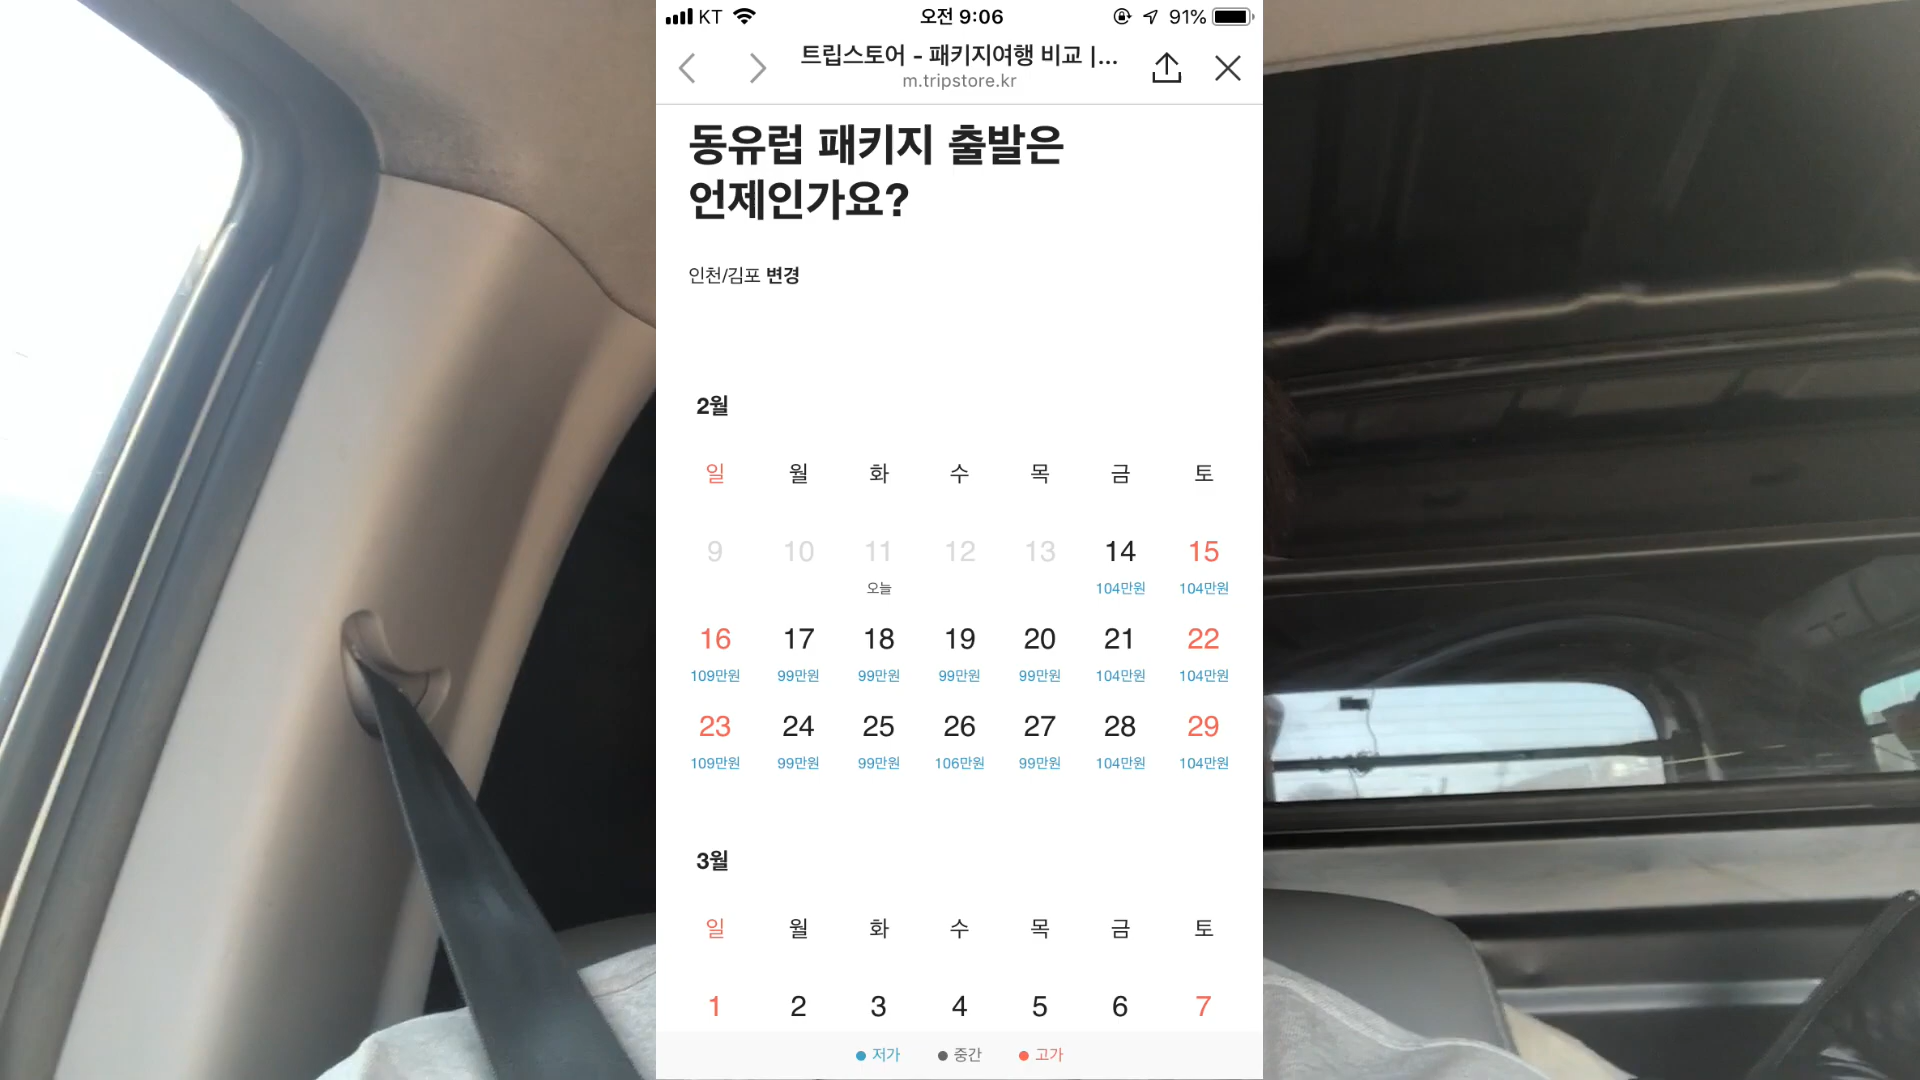 KT 오전 9:06 91%
트립스토어 - 패키지여행 비교 |...
m.tripstore.kr
동유럽 패키지 출발은
언제인가요?
인천/김포 변경
2월
일 월 화 수 목 금 토
9 10 11 12 13 14 15
오늘 104만원 104만원
16 17 18 19 20 21 22
109만원 99만원 99만원 99만원 99만원 104만원 104만원
23 24 25 26 27 28 29
109만원 99만원 99만원 106만원 99만원 104만원 104만원
3월
일 월 화 수 목 금 토
1 2 3 4 5 6 7
저가 중간 고가